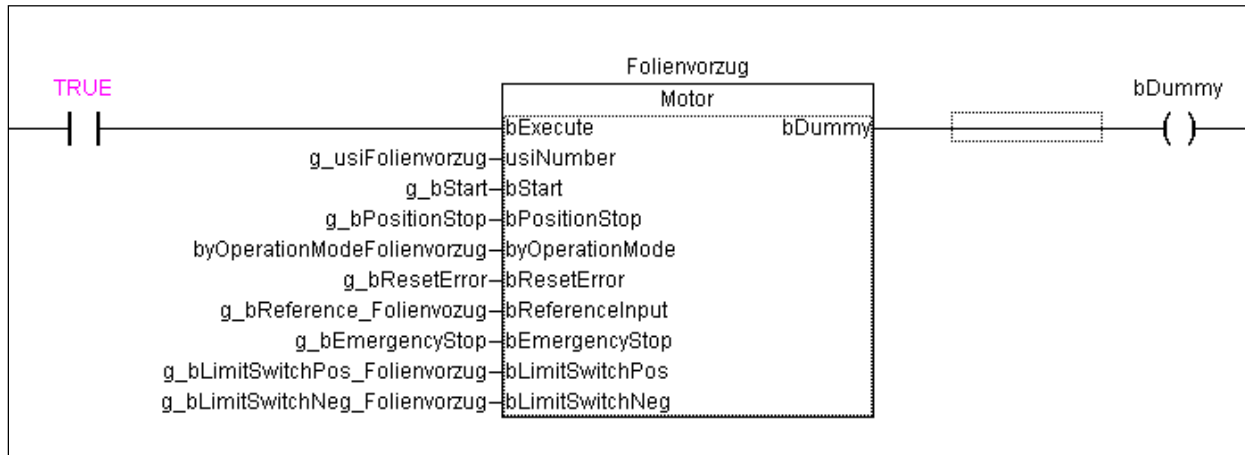 Folienvorzug
TRUE
Motor
bDummy
bExecute bDummy
g_usiFolienvorzug usiNumber
g_bStart bStart
g_bPositionStop bPositionStop
byOperationModeFolienvorzug byOperationMode
g_bResetError bResetError
g_bReference_Folienvozug bReferenceInput
g_bEmergencyStop bEmergencyStop
g_bLimitSwitchPos_Folienvorzug bLimitSwitchPos
g_bLimitSwitchNeg_Folienvorzug bLimitSwitchNeg